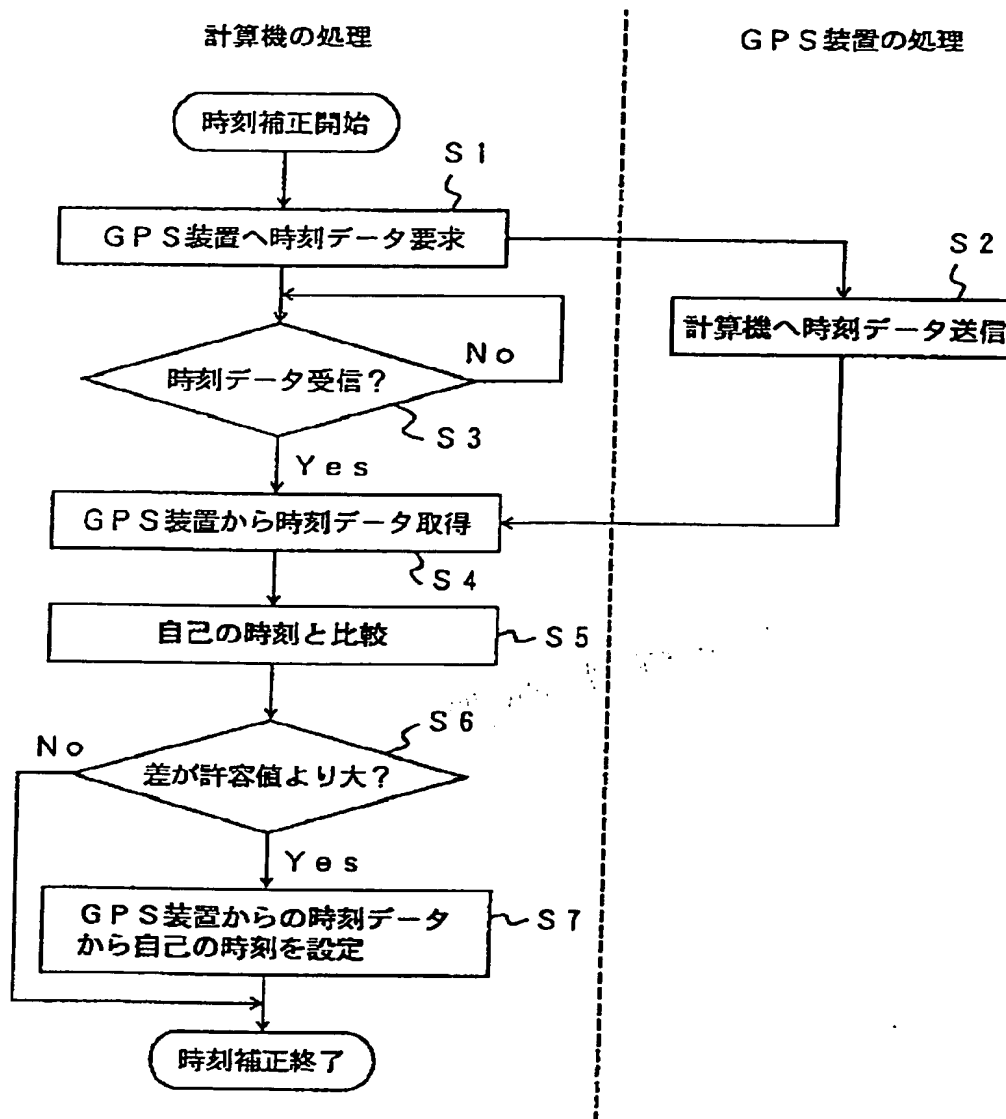 計算機の処理
GPS装置の処理
時刻補正開始
S1
GPS装置へ時刻データ要求
S2
計算機へ時刻データ送信
No
時刻データ受信?
S3
Yes
GPS装置から時刻データ取得
S4
自己の時刻と比較
S5
S6
No
差が許容値より大?
Yes
GPS装置からの時刻データ
から自己の時刻を設定
S7
時刻補正終了